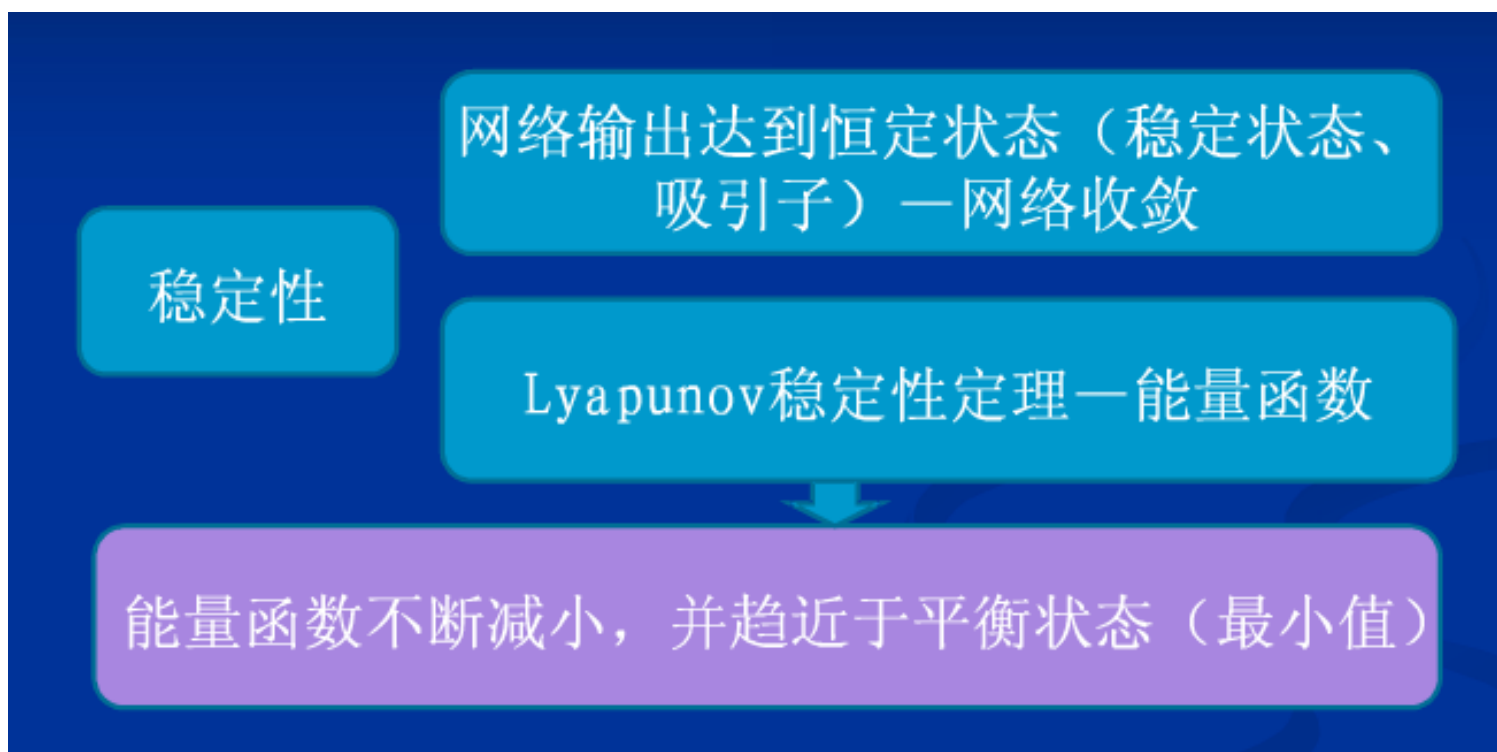 网络输出达到恒定状态（稳定状态、
吸引子）—网络收敛
稳定性
Lyapunov稳定性定理—能量函数
能量函数不断减小，并趋近于平衡状态（最小值）